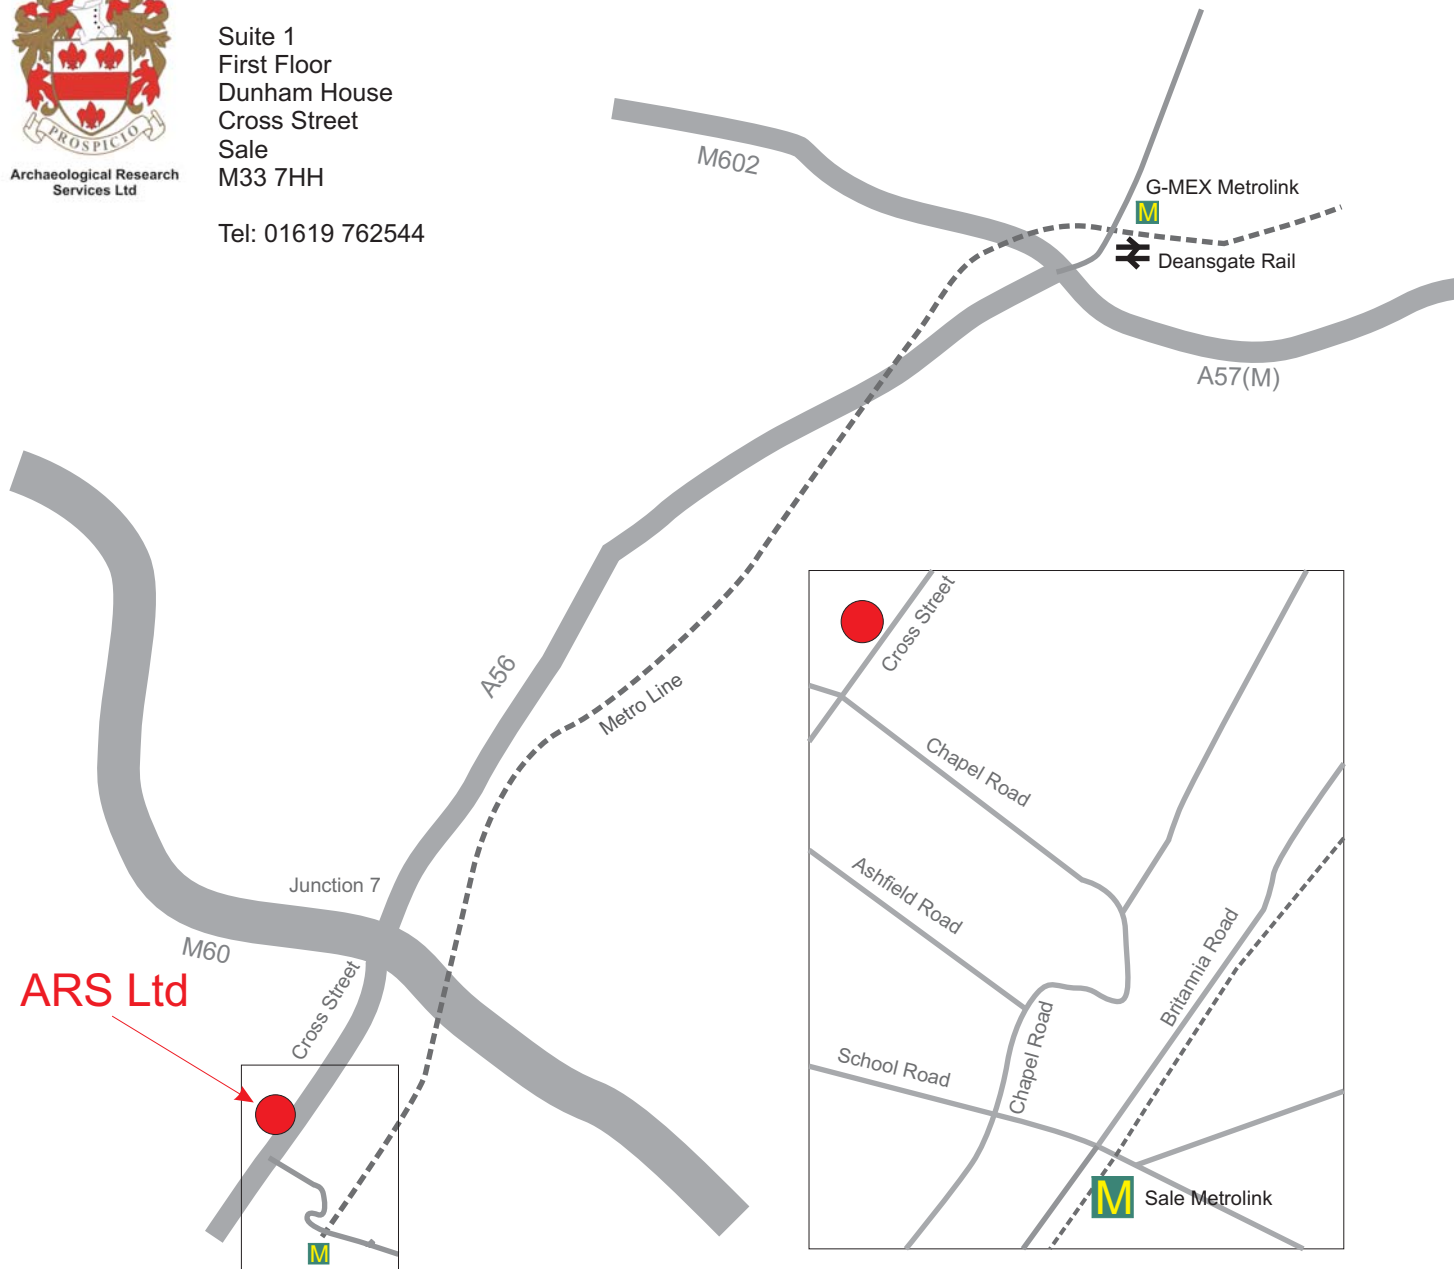 PROSPICIO
Archaeological Research
Services Ltd
Suite 1
First Floor
Dunham House
Cross Street
Sale
M33 7HH
Tel: 01619 762544
M602
G-MEX Metrolink
M
Deansgate Rail
A57(M)
A56
Metro Line
Junction 7
M60
ARS Ltd
Cross Street
M
Cross Street
Chapel Road
Ashfield Road
Britannia Road
Chapel Road
School Road
M
Sale Metrolink